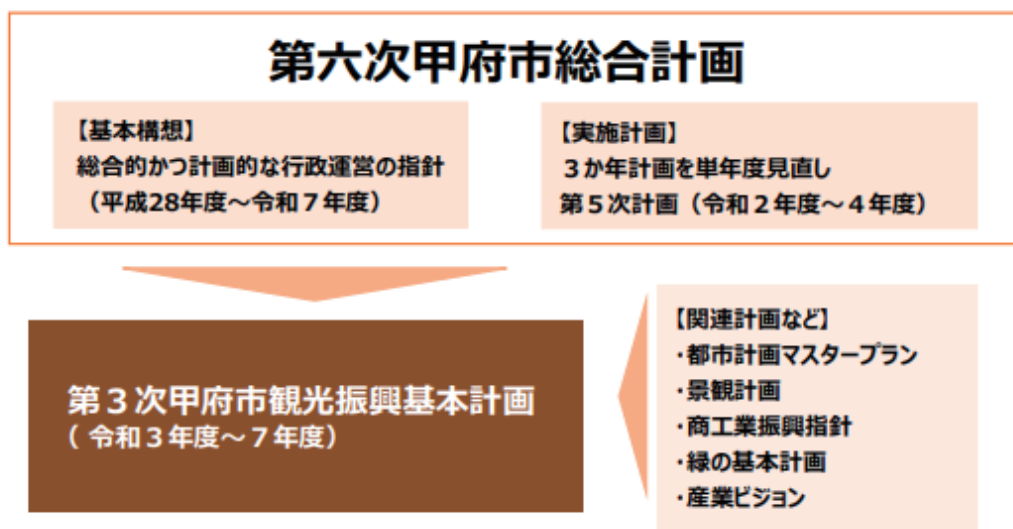 第六次甲府市総合計画
【基本構想】
総合的かつ計画的な行政運営の指針
（平成28年度～令和７年度）
【実施計画】
３か年計画を単年度見直し
第５次計画（令和２年度～４年度）
第３次甲府市観光振興基本計画
（ 令和３年度～７年度）
【関連計画など】
・都市計画マスタープラン
・景観計画
・商工業振興指針
・緑の基本計画
・産業ビジョン